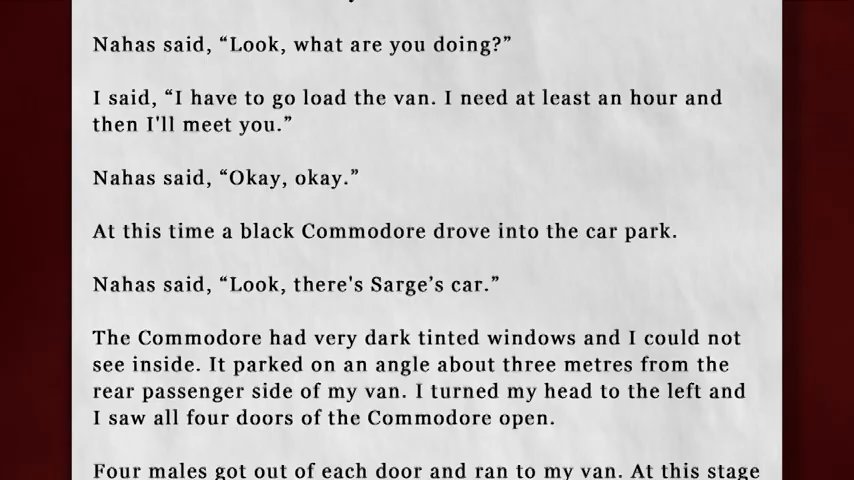 Nahas said, “Look, what are you doing?”
I said, “I have to go load the van. I need at least an hour and
then I'll meet you.”
Nahas said, “Okay, okay.”
At this time a black Commodore drove into the car park.
Nahas said, “Look, there's Sarge’s car.”
The Commodore had very dark tinted windows and I could not
see inside. It parked on an angle about three metres from the
rear passenger side of my van. I turned my head to the left and
I saw all four doors of the Commodore open.
Four males got out of each door and ran to my van. At this stage